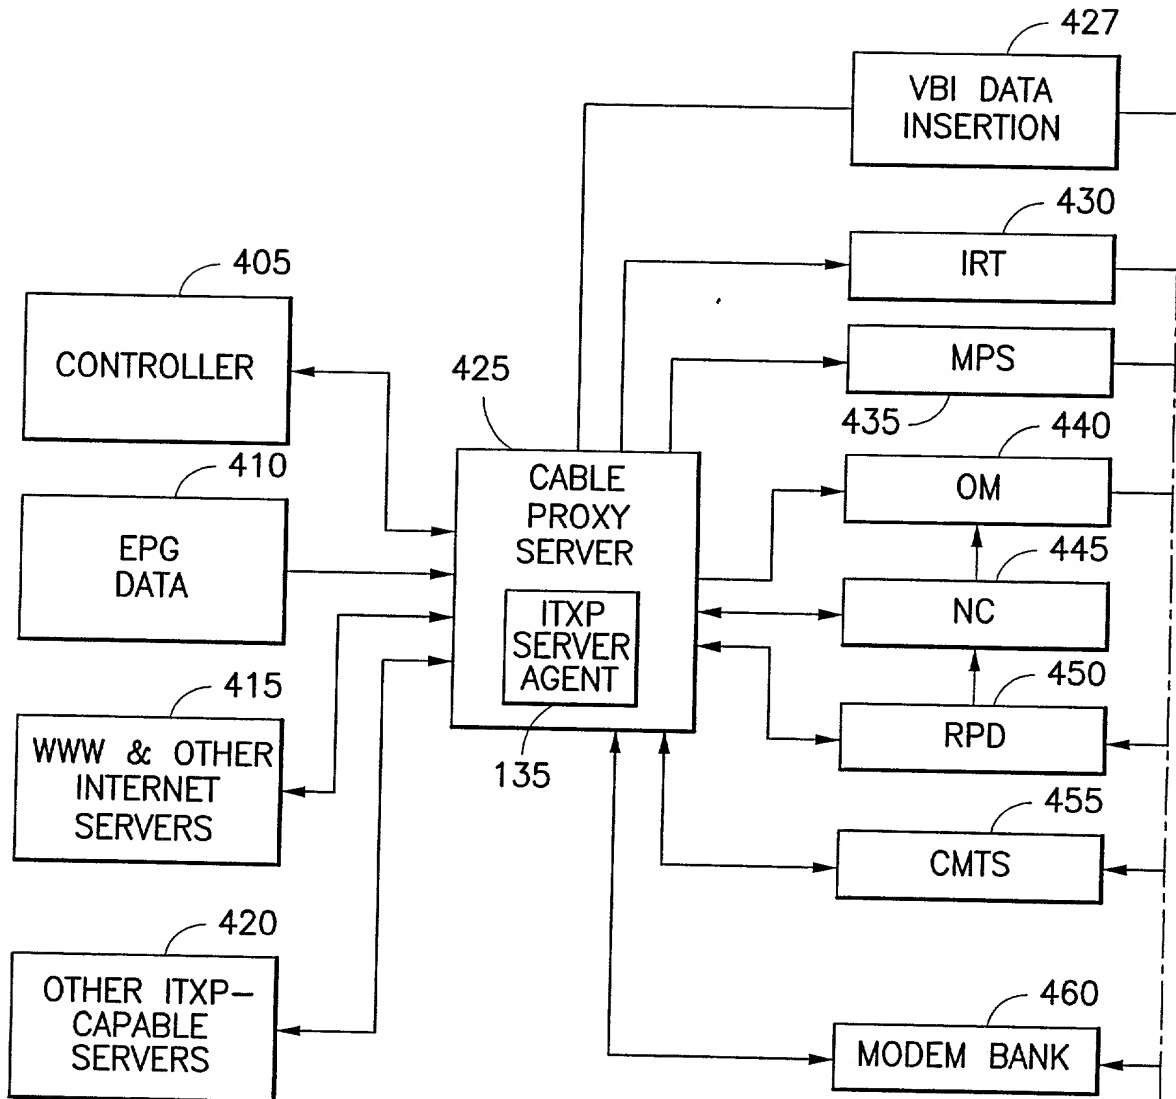 427
VBI DATA
INSERTION
430
IRT
405
CONTROLLER
MPS
435
425
410
EPG
DATA
CABLE
PROXY
SERVER
ITXP
SERVER
AGENT
135
440
OM
445
NC
415
WWW & OTHER
INTERNET
SERVERS
450
RPD
455
CMTS
420
OTHER ITXP-
CAPABLE
SERVERS
460
MODEM BANK